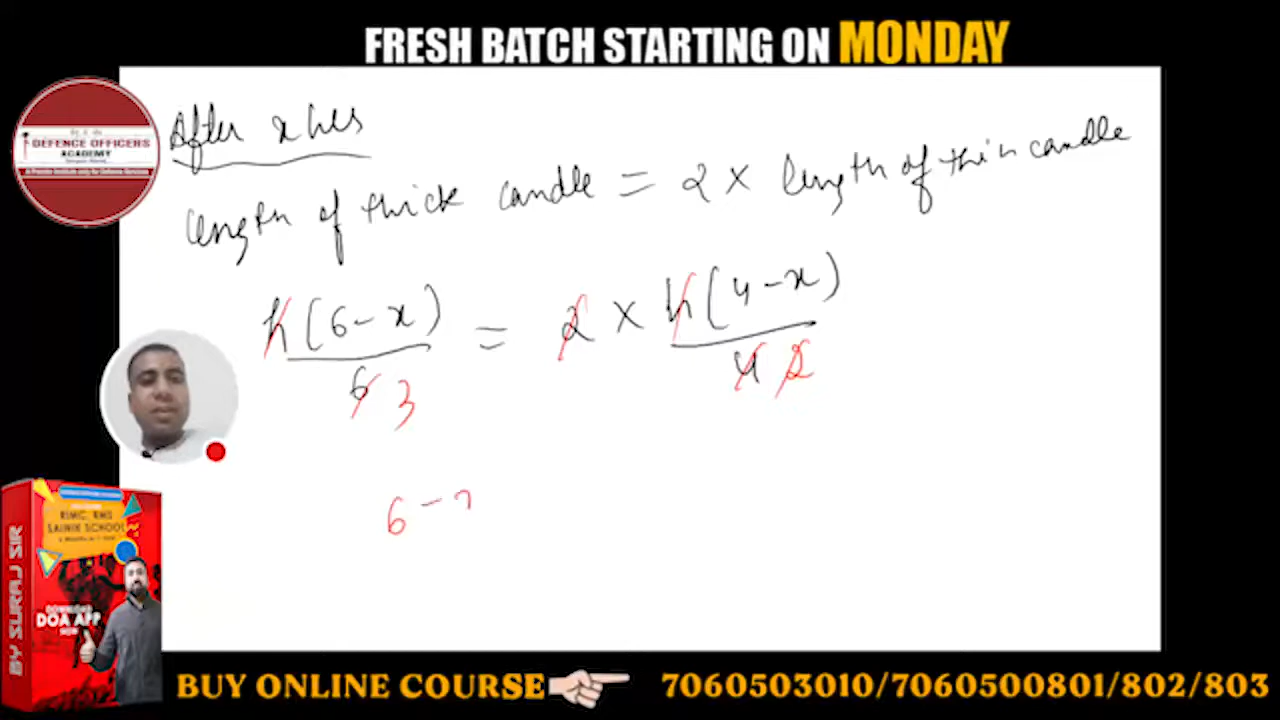 FRESH BATCH STARTING ON MONDAY
DEFENCE OFFICER'S
ACADEMY
After x hrs
length of thick candle = 2 × length of thin candle
h(6-x)/6 3 = 2 × h(4-x)/4 2
6-
RIMC, RMS
SAINIK SCHOOL
DOWNLOAD
DOA APP
NOW
BY SURAJ SIR
BUY ONLINE COURSE 7060503010/7060500801/802/803